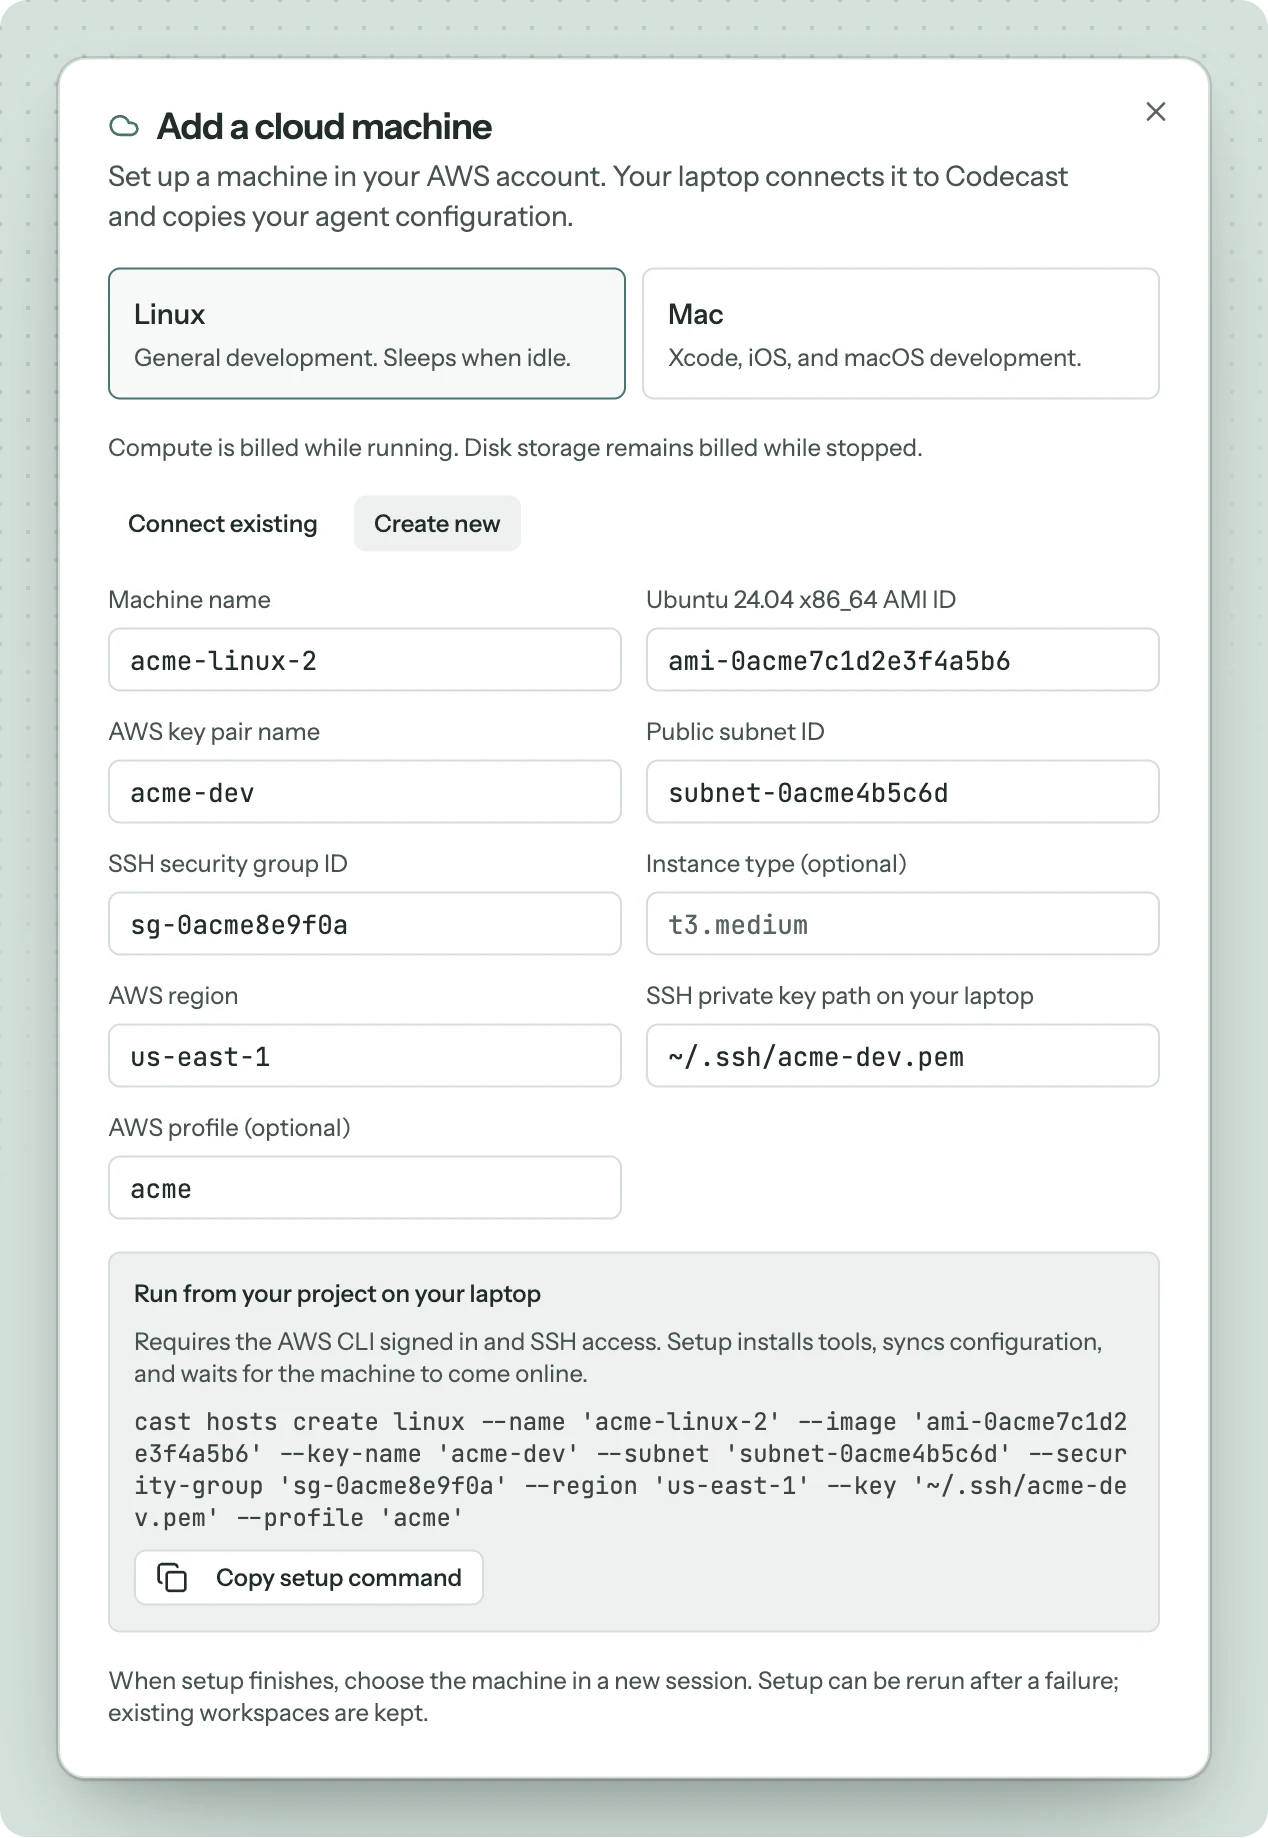 Add a cloud machine
Set up a machine in your AWS account. Your laptop connects it to Codecast
and copies your agent configuration.
Linux
General development. Sleeps when idle.
Mac
Xcode, iOS, and macOS development.
Compute is billed while running. Disk storage remains billed while stopped.
Connect existing
Create new
Machine name
acme-linux-2
Ubuntu 24.04 x86_64 AMI ID
ami-0acme7c1d2e3f4a5b6
AWS key pair name
acme-dev
Public subnet ID
subnet-0acme4b5c6d
SSH security group ID
sg-0acme8e9f0a
Instance type (optional)
t3.medium
AWS region
us-east-1
SSH private key path on your laptop
~/.ssh/acme-dev.pem
AWS profile (optional)
acme
Run from your project on your laptop
Requires the AWS CLI signed in and SSH access. Setup installs tools, syncs configuration,
and waits for the machine to come online.
cast hosts create linux --name 'acme-linux-2' --image 'ami-0acme7c1d2
e3f4a5b6' --key-name 'acme-dev' --subnet 'subnet-0acme4b5c6d' --secur
ity-group 'sg-0acme8e9f0a' --region 'us-east-1' --key '~/.ssh/acme-de
v.pem' --profile 'acme'
Copy setup command
When setup finishes, choose the machine in a new session. Setup can be rerun after a failure;
existing workspaces are kept.